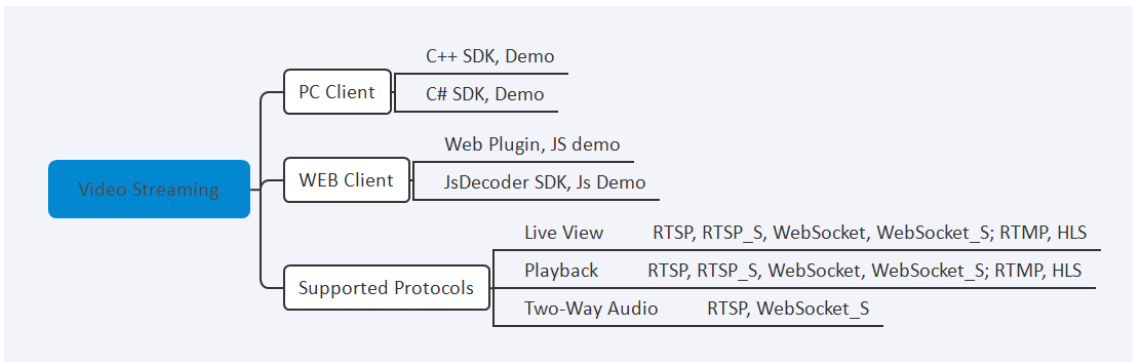 Video Streaming
PC Client
C++ SDK, Demo
C# SDK, Demo
WEB Client
Web Plugin, JS demo
JsDecoder SDK, Js Demo
Supported Protocols
Live View RTSP, RTSP_S, WebSocket, WebSocket_S; RTMP, HLS
Playback RTSP, RTSP_S, WebSocket, WebSocket_S; RTMP, HLS
Two-Way Audio RTSP, WebSocket_S